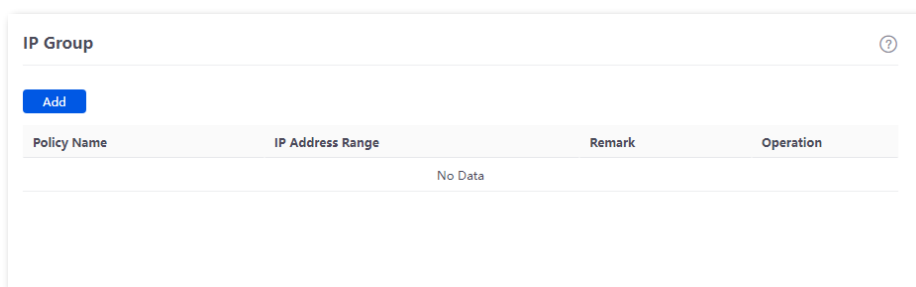 IP Group
?
Add
Policy Name IP Address Range Remark Operation
No Data